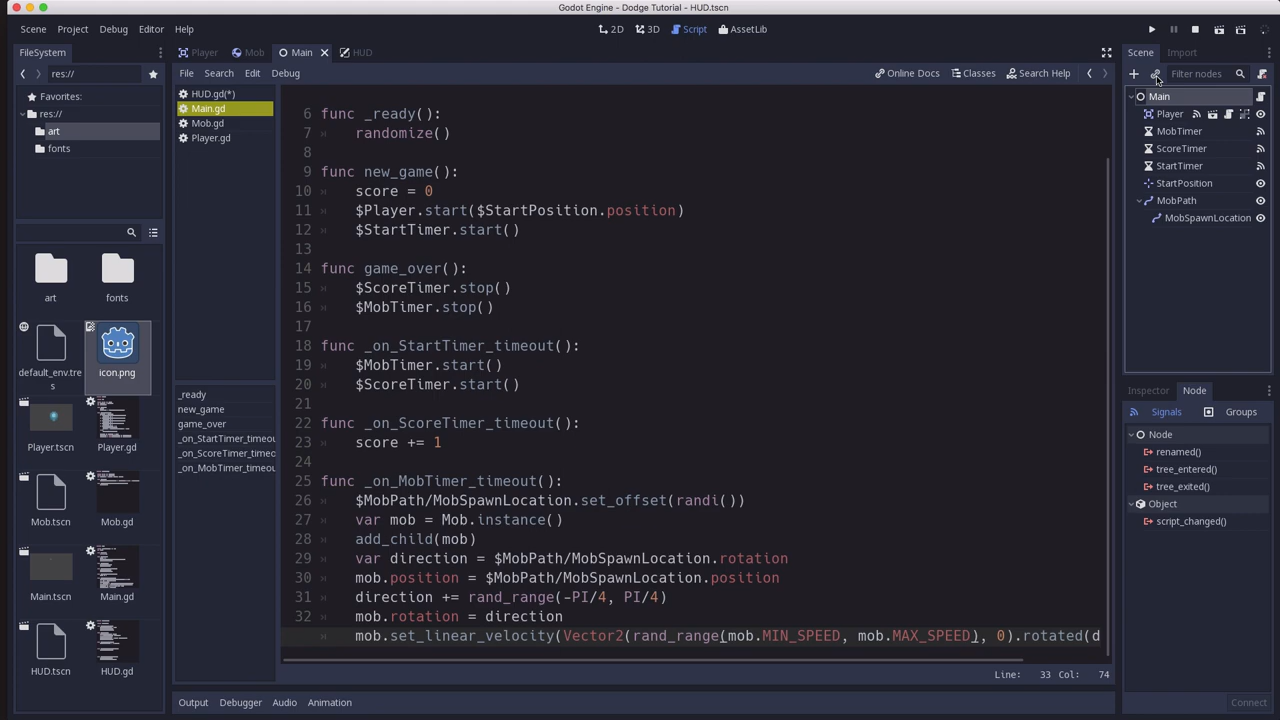 Godot Engine - Dodge Tutorial - HUD.tscn
Scene Project Debug Editor Help
2D 3D Script AssetLib
FileSystem
Player Mob Main HUD
Scene Import
res://
File Search Edit Debug
Online Docs Classes Search Help
Filter nodes
Favorites:
res://
art
fonts
art
fonts
default_env.tre
s
icon.png
Player.tscn
Player.gd
Mob.tscn
Mob.gd
Main.tscn
Main.gd
HUD.tscn
HUD.gd
HUD.gd(*)
Main.gd
Mob.gd
Player.gd
_ready
new_game
game_over
_on_StartTimer_timeou
_on_ScoreTimer_timeo
_on_MobTimer_timeout
6 func _ready():
7 randomize()
8
9 func new_game():
10 score = 0
11 $Player.start($StartPosition.position)
12 $StartTimer.start()
13
14 func game_over():
15 $ScoreTimer.stop()
16 $MobTimer.stop()
17
18 func _on_StartTimer_timeout():
19 $MobTimer.start()
20 $ScoreTimer.start()
21
22 func _on_ScoreTimer_timeout():
23 score += 1
24
25 func _on_MobTimer_timeout():
26 $MobPath/MobSpawnLocation.set_offset(randi())
27 var mob = Mob.instance()
28 add_child(mob)
29 var direction = $MobPath/MobSpawnLocation.rotation
30 mob.position = $MobPath/MobSpawnLocation.position
31 direction += rand_range(-PI/4, PI/4)
32 mob.rotation = direction
mob.set_linear_velocity(Vector2(rand_range(mob.MIN_SPEED, mob.MAX_SPEED), 0).rotated(d
Line: 33 Col: 74
Output Debugger Audio Animation
Main
Player
MobTimer
ScoreTimer
StartTimer
StartPosition
MobPath
MobSpawnLocation
Inspector Node
Signals Groups
Node
renamed()
tree_entered()
tree_exited()
Object
script_changed()
Connect